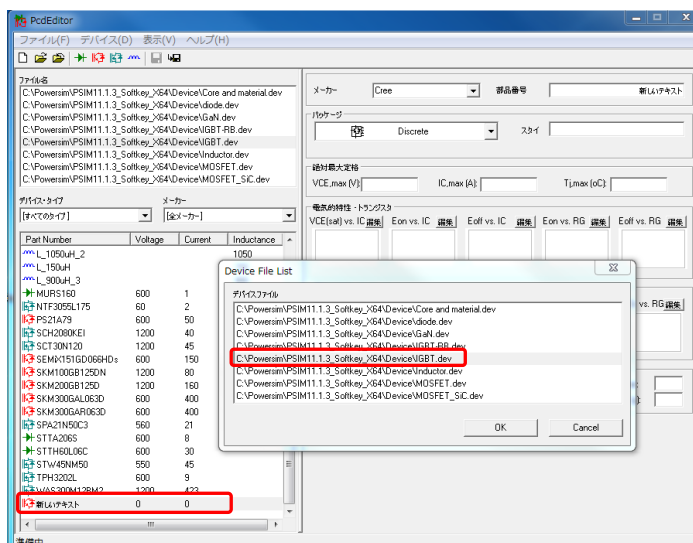 PcdEditor
ファイル(F) デバイス(D) 表示(V) ヘルプ(H)
ファイル名
C:\Powersim\PSIM11.1.3_Softkey_X64\Device\Core and material.dev
C:\Powersim\PSIM11.1.3_Softkey_X64\Device\diode.dev
C:\Powersim\PSIM11.1.3_Softkey_X64\Device\GaN.dev
C:\Powersim\PSIM11.1.3_Softkey_X64\Device\IGBT-RB.dev
C:\Powersim\PSIM11.1.3_Softkey_X64\Device\IGBT.dev
C:\Powersim\PSIM11.1.3_Softkey_X64\Device\Inductor.dev
C:\Powersim\PSIM11.1.3_Softkey_X64\Device\MOSFET.dev
C:\Powersim\PSIM11.1.3_Softkey_X64\Device\MOSFET_SiC.dev
デバイス・タイプ メーカー
[すべてのタイプ] [全メーカー]
Part Number Voltage Current Inductance
L_1050uH_2 1050
L_150uH
L_900uH_3
MURS160 600 1
NTF3055L175 60 2
PS21A79 600 50
SCH2080KEI 1200 40
SCT30N120 1200 45
SEMiX151GD066HDs 600 150
SKM100GB125DN 1200 80
SKM200GB125D 1200 160
SKM300GAL063D 600 400
SKM300GAR063D 600 400
SPA21N50C3 560 21
STTA206S 600 8
STTH60L06C 600 30
STW45NM50 550 45
TPH3202L 600 9
WAS300M12BM2 1200 423
新しいテキスト 0 0
準備中
メーカー Cree 部品番号 新しいテキスト
パッケージ
Discrete スタイ
絶対最大定格
VCE,max (V): IC,max (A): Tj,max (oC):
電気的特性 - トランジスタ
VCE(sat) vs. IC 編集 Eon vs. IC 編集 Eoff vs. IC 編集 Eon vs. RG 編集 Eoff vs. RG 編集
vs. RG 編集
Device File List
デバイスファイル
C:\Powersim\PSIM11.1.3_Softkey_X64\Device\Core and material.dev
C:\Powersim\PSIM11.1.3_Softkey_X64\Device\diode.dev
C:\Powersim\PSIM11.1.3_Softkey_X64\Device\GaN.dev
C:\Powersim\PSIM11.1.3_Softkey_X64\Device\IGBT-RB.dev
C:\Powersim\PSIM11.1.3_Softkey_X64\Device\IGBT.dev
C:\Powersim\PSIM11.1.3_Softkey_X64\Device\Inductor.dev
C:\Powersim\PSIM11.1.3_Softkey_X64\Device\MOSFET.dev
C:\Powersim\PSIM11.1.3_Softkey_X64\Device\MOSFET_SiC.dev
OK Cancel